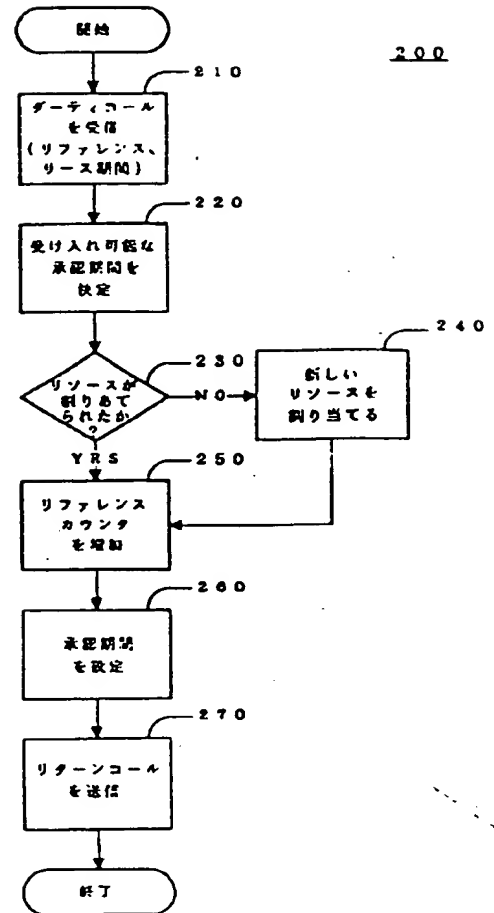 開始
200
210
ダーティコール
を受信
(リファレンス、
リース期間)
220
受け入れ可能な
承認期間を
決定
230
リソースが
割りあて
られたか
?
NO
240
新しい
リソースを
割り当てる
YRS
250
リファレンス
カウンタ
を増加
260
承認期間
を設定
270
リターンコール
を送信
終了